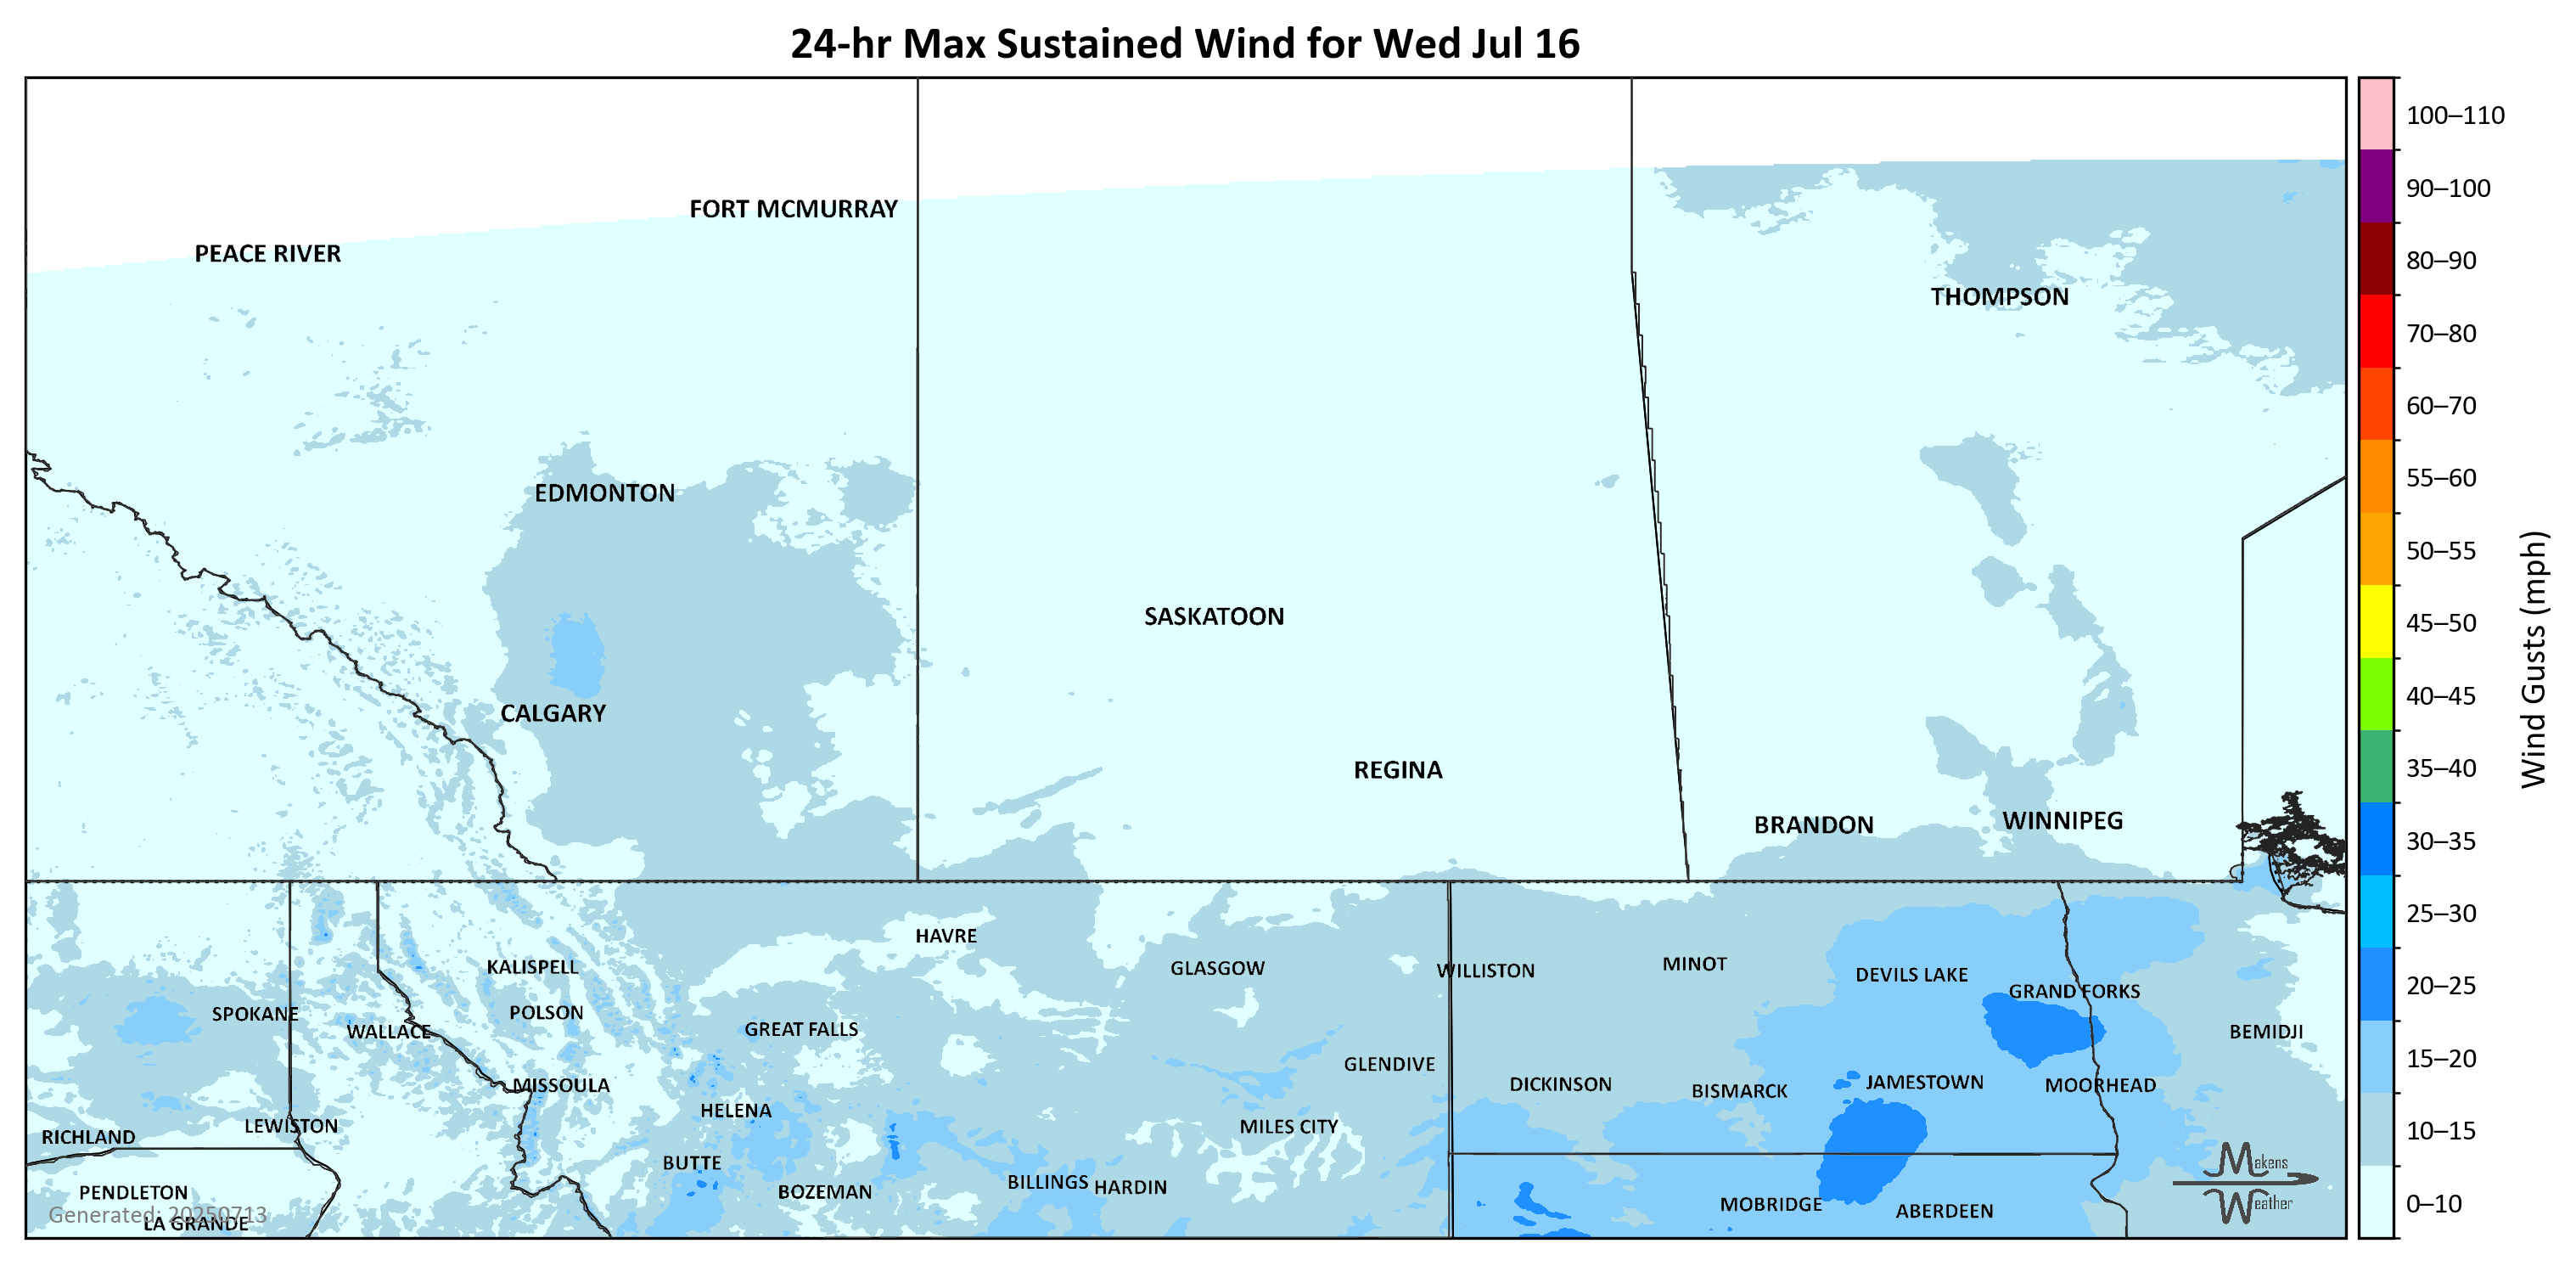 24-hr Max Sustained Wind for Wed Jul 16
100–110
FORT MCMURRAY
90–100
PEACE RIVER
80–90
THOMPSON
70–80
60–70
EDMONTON
55–60
50–55
SASKATOON
45–50
40–45
CALGARY
REGINA
35–40
Wind Gusts (mph)
BRANDON
WINNIPEG
30–35
25–30
HAVRE
KALISPELL
GLASGOW
WILLISTON
MINOT
DEVILS LAKE
20–25
GRAND FORKS
SPOKANE
POLSON
WALLACE
GREAT FALLS
BEMIDJI
GLENDIVE
15–20
MISSOULA
DICKINSON
BISMARCK
JAMESTOWN
MOORHEAD
HELENA
LEWISTON
MILES CITY
RICHLAND
10–15
BUTTE
Makens
Weather
PENDLETON
BOZEMAN
BILLINGS
HARDIN
MOBRIDGE
ABERDEEN
0–10
Generated: 20250713
LA GRANDE